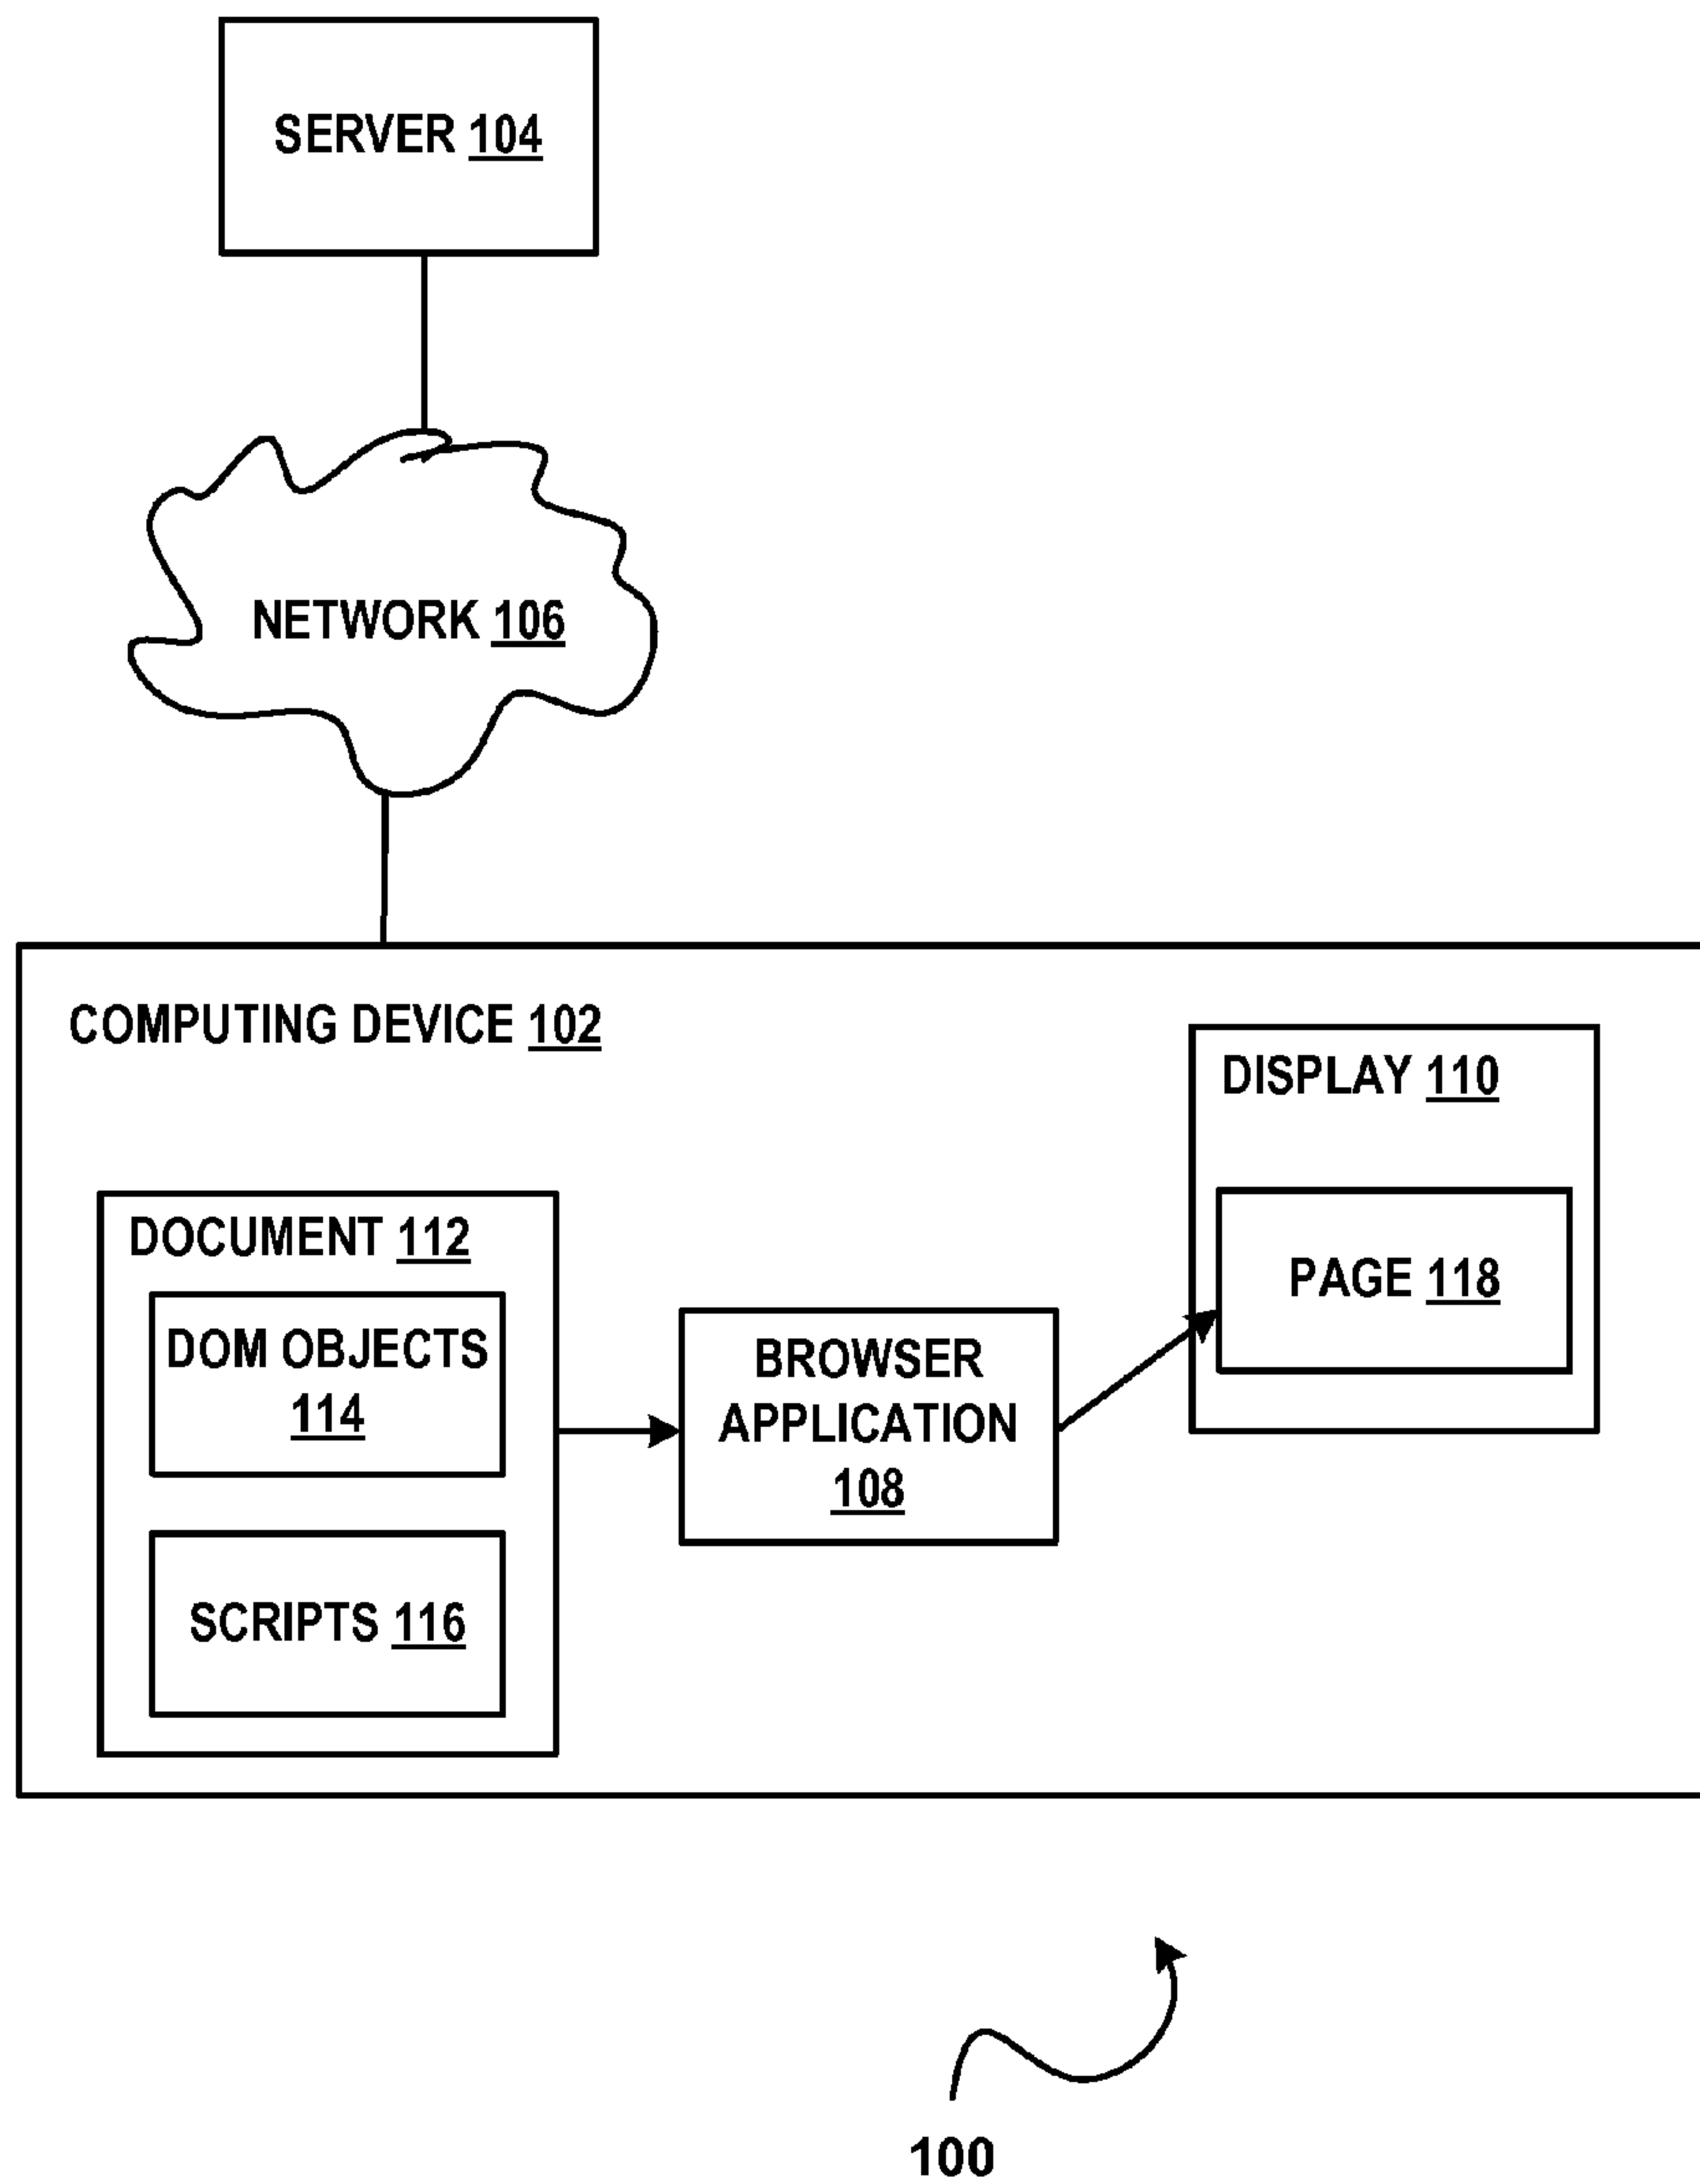 SERVER 104
NETWORK 106
COMPUTING DEVICE 102
DISPLAY 110
PAGE 118
DOCUMENT 112
DOM OBJECTS
114
SCRIPTS 116
BROWSER
APPLICATION
108
100